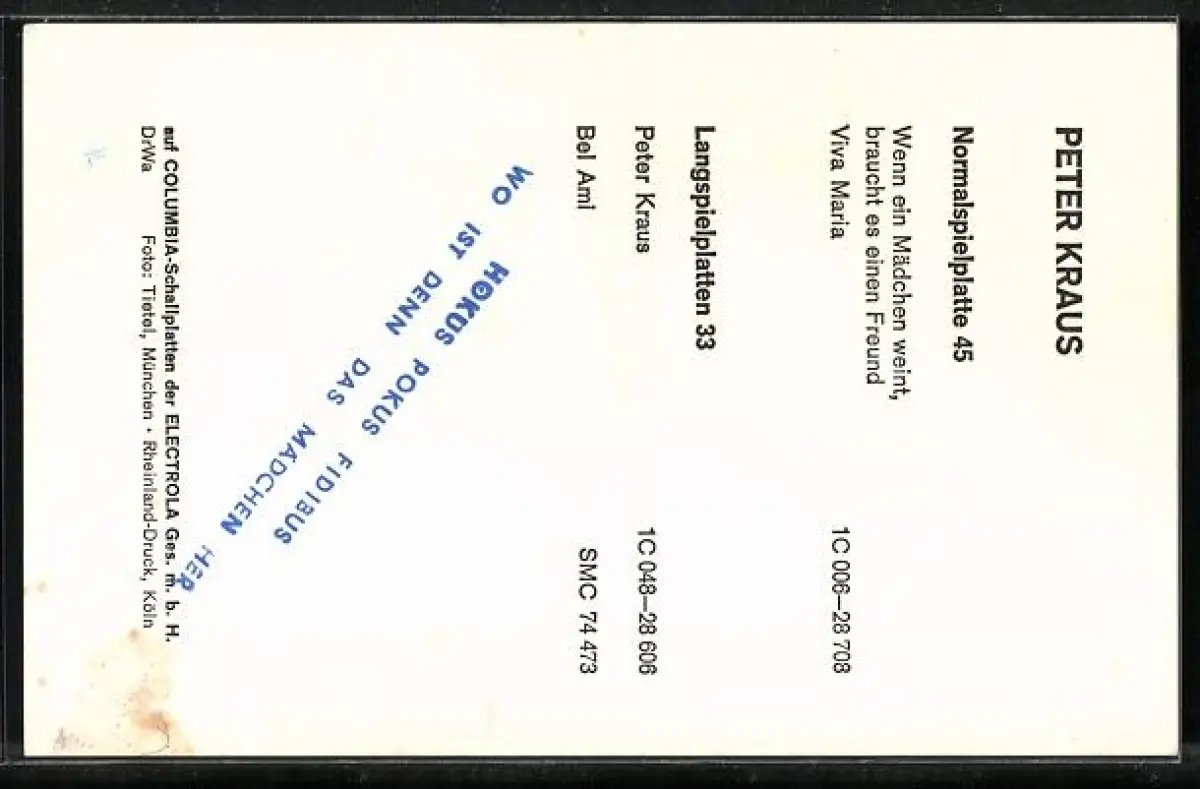 PETER KRAUS
Normalspielplatte 45
Wenn ein Mädchen weint,
braucht es einen Freund
Viva Maria 1C 006—28 708
Langspielplatten 33
Peter Kraus 1C 048—28 606
Bel Ami SMC 74 473
HOKUS POKUS FIDIBUS
WO IST DENN DAS MÄDCHEN HER
auf COLUMBIA-Schallplatten der ELECTROLA Ges. m. b. H.
DrWa Foto: Tietel, München · Rheinland-Druck, Köln